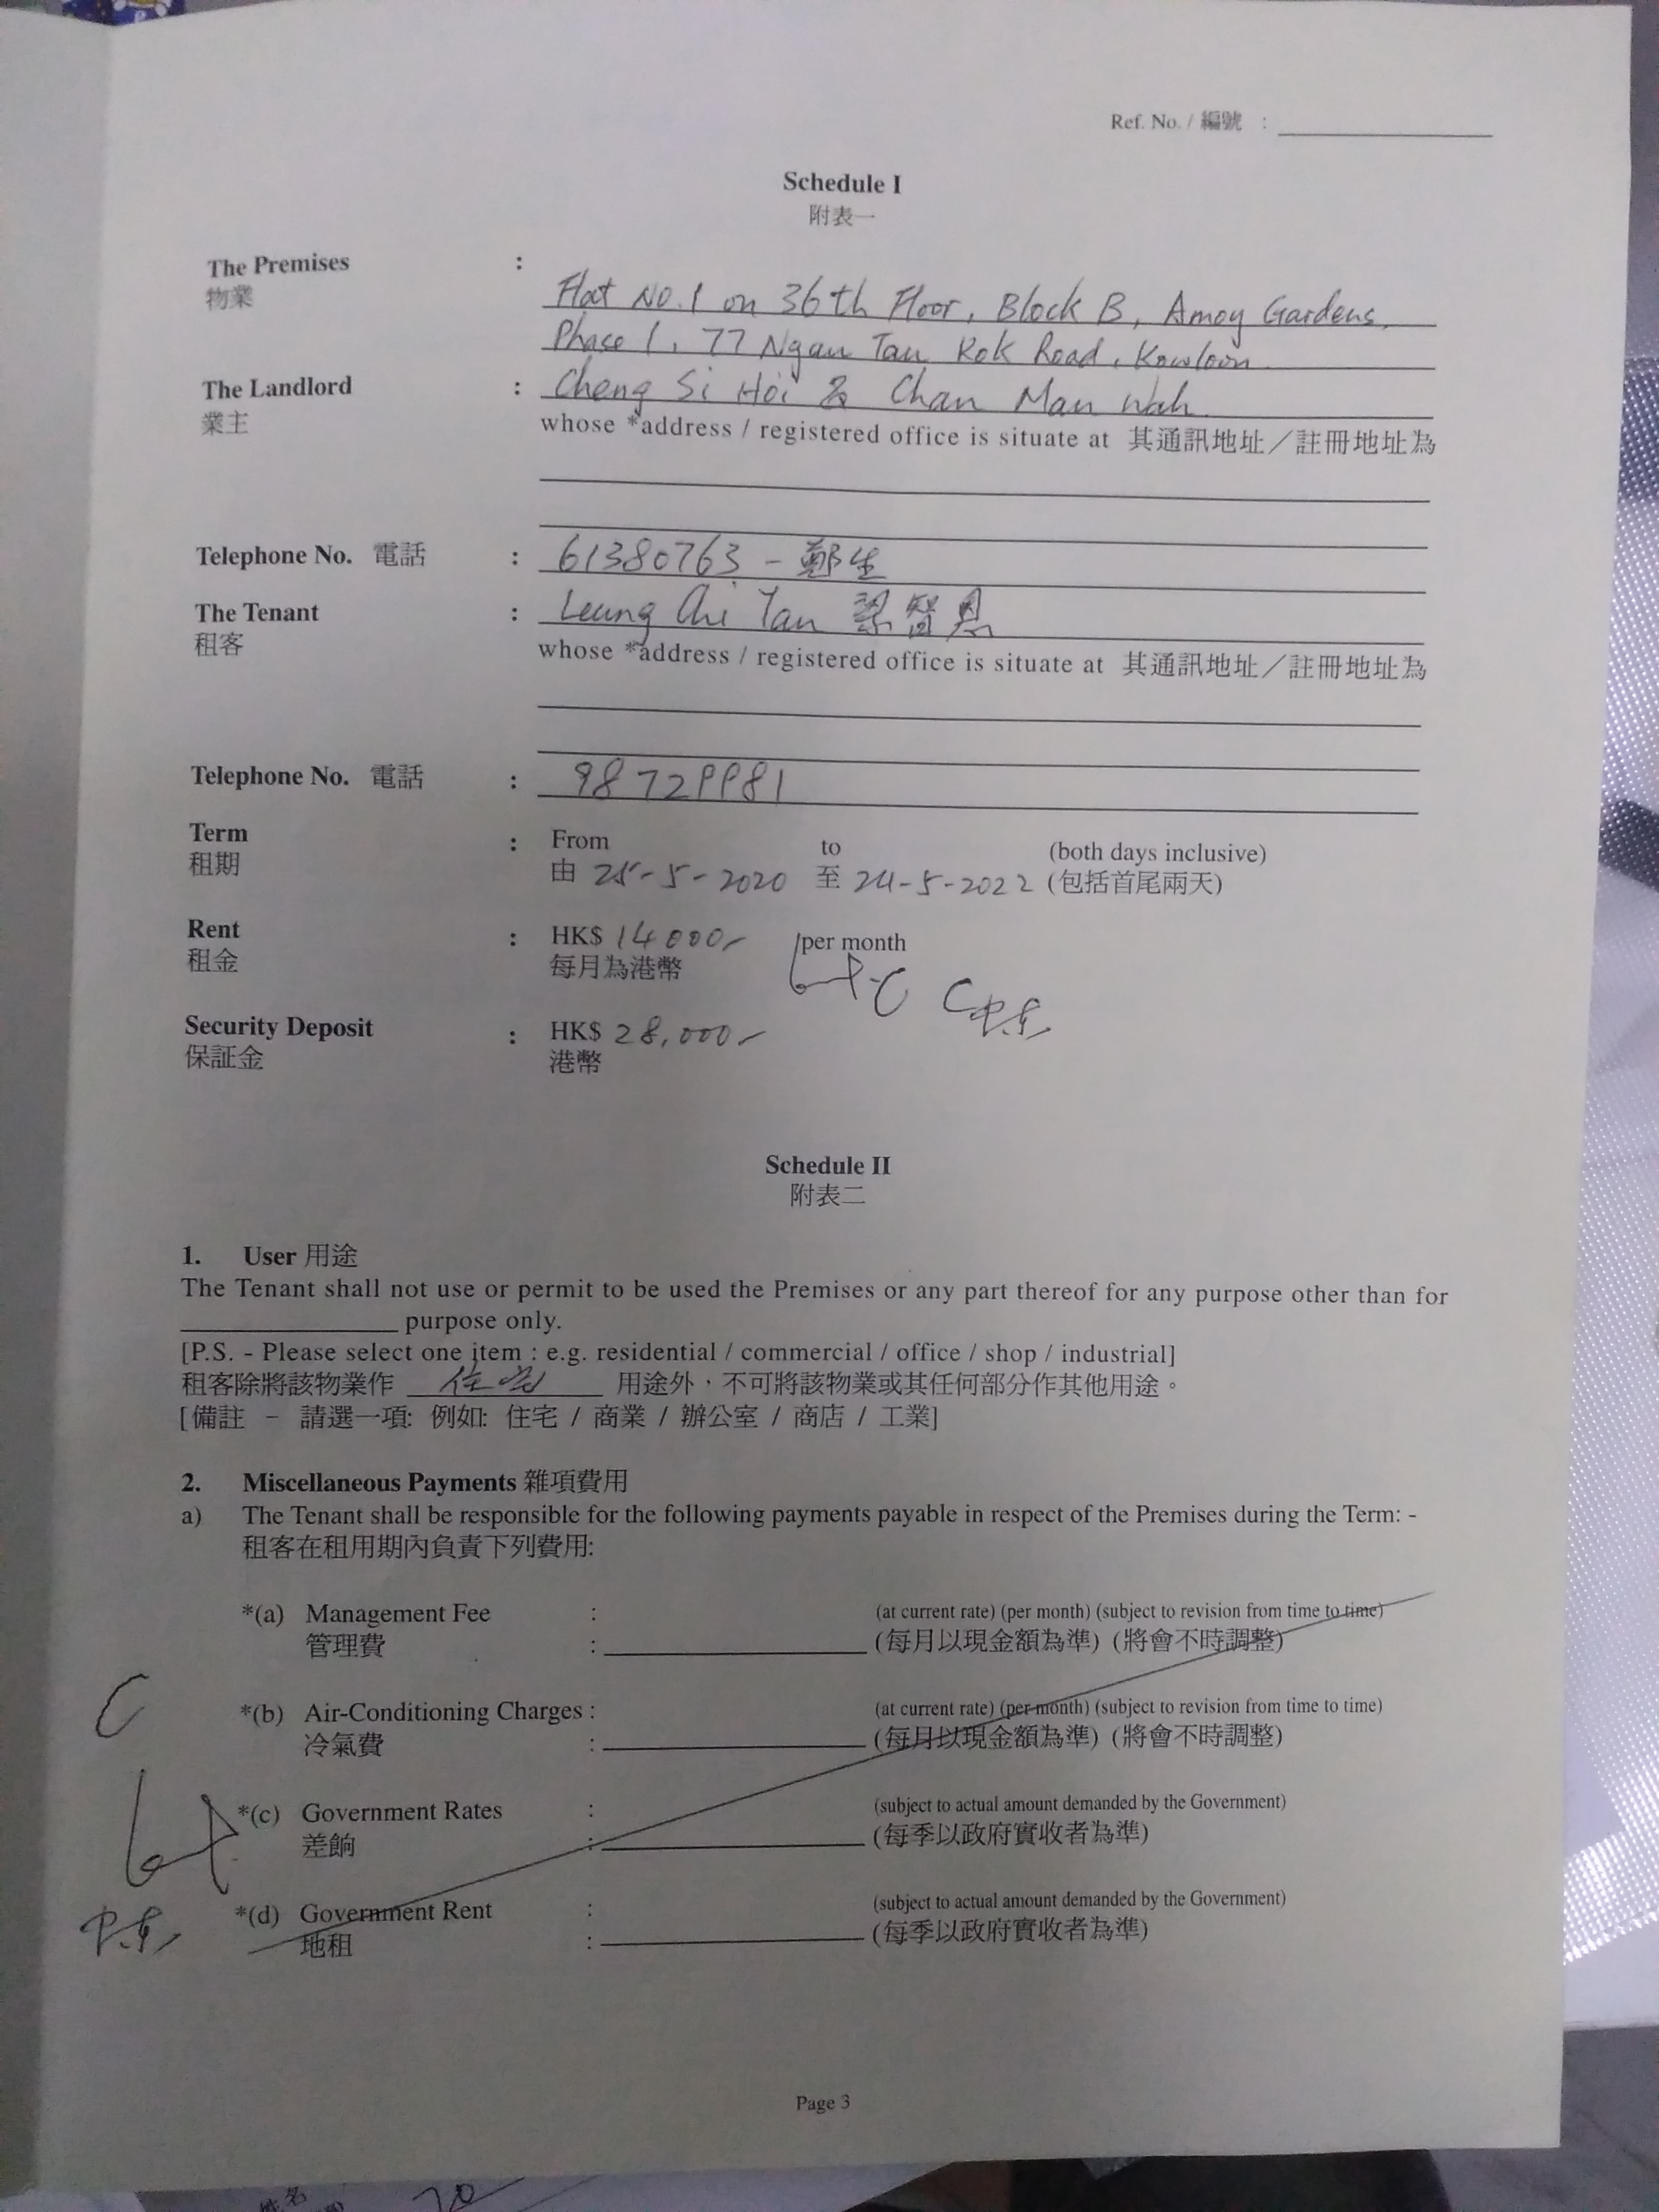 Ref. No. / 編號 :
Schedule I
附表一
The Premises :
物業
Flat No. 1 on 36th Floor, Block B, Amoy Gardens,
Phase 1, 77 Ngau Tau Kok Road, Kowloon
The Landlord : Cheng Si Hoi & Chan Man Wah
業主
whose *address / registered office is situate at 其通訊地址／註冊地址為
Telephone No. 電話 : 61380763 - 鄭生
The Tenant : Leung Chi Yan 智恩
租客
whose *address / registered office is situate at 其通訊地址／註冊地址為
Telephone No. 電話 : 98729981
Term : From to (both days inclusive)
租期 由 25-5-2020 至 24-5-2022 (包括首尾兩天)
Rent : HK$ 14000 per month
租金 每月為港幣
Security Deposit : HK$ 28,000
保証金 港幣
Schedule II
附表二
1. User 用途
The Tenant shall not use or permit to be used the Premises or any part thereof for any purpose other than for
purpose only.
[P.S. - Please select one item : e.g. residential / commercial / office / shop / industrial]
租客除將該物業作 住宅 用途外，不可將該物業或其任何部分作其他用途。
[備註 - 請選一項: 例如: 住宅 / 商業 / 辦公室 / 商店 / 工業]
2. Miscellaneous Payments 雜項費用
a) The Tenant shall be responsible for the following payments payable in respect of the Premises during the Term: -
租客在租用期內負責下列費用:
*(a) Management Fee : (at current rate) (per month) (subject to revision from time to time)
管理費 : (每月以現金額為準) (將會不時調整)
*(b) Air-Conditioning Charges : (at current rate) (per month) (subject to revision from time to time)
冷氣費 : (每月以現金額為準) (將會不時調整)
*(c) Government Rates : (subject to actual amount demanded by the Government)
差餉 : (每季以政府實收者為準)
*(d) Government Rent : (subject to actual amount demanded by the Government)
地租 : (每季以政府實收者為準)
Page 3
姓名